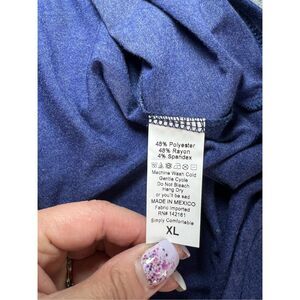 48% Polyester
48% Rayon
4% Spandex
Machine Wash Cold
Gentle Cycle
Do Not Bleach
Hang Dry
or you'll be sad
MADE IN MEXICO
Fabric Imported
RN# 142161
Simply Comfortable
XL